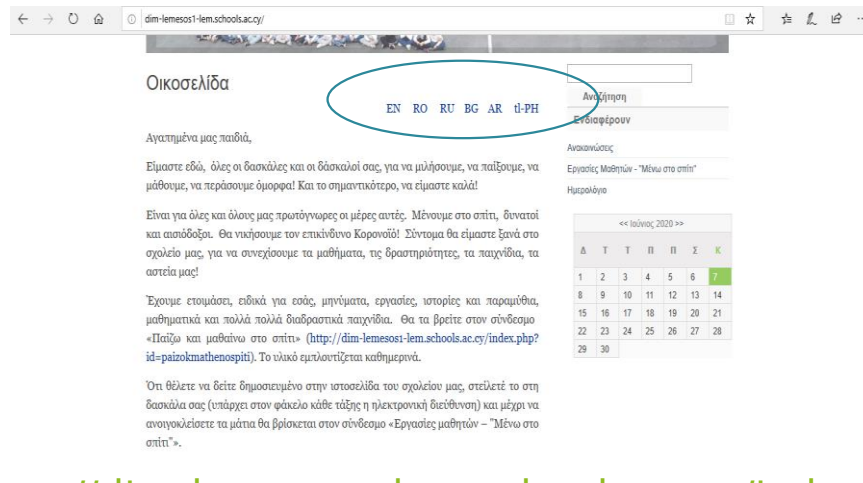 dim-lemesos1-lem.schools.ac.cy/
Οικοσελίδα
EN RO RU BG AR tl-PH
Αγαπημένα μας παιδιά,
Είμαστε εδώ, όλες οι δασκάλες και οι δάσκαλοί σας, για να μιλήσουμε, να παίξουμε, να
μάθουμε, να περάσουμε όμορφα! Και το σημαντικότερο, να είμαστε καλά!
Είναι για όλες και όλους μας πρωτόγνωρες οι μέρες αυτές. Μένουμε στο σπίτι, δυνατοί
και αισιόδοξοι. Θα νικήσουμε τον επικίνδυνο Κορονοϊό! Σύντομα θα είμαστε ξανά στο
σχολείο μας, για να συνεχίσουμε τα μαθήματα, τις δραστηριότητες, τα παιχνίδια, τα
αστεία μας!
Έχουμε ετοιμάσει, ειδικά για εσάς, μηνύματα, εργασίες, ιστορίες και παραμύθια,
μαθηματικά και πολλά πολλά διαδραστικά παιχνίδια. Θα τα βρείτε στον σύνδεσμο
«Παίζω και μαθαίνω στο σπίτι» (http://dim-lemesos1-lem.schools.ac.cy/index.php?
id=paizokmathenospiti). Το υλικό εμπλουτίζεται καθημερινά.
Ότι θέλετε να δείτε δημοσιευμένο στην ιστοσελίδα του σχολείου μας, στείλετέ το στη
δασκάλα σας (υπάρχει στον φάκελο κάθε τάξης η ηλεκτρονική διεύθυνση) και μέχρι να
ανοιγοκλείσετε τα μάτια θα βρίσκεται στον σύνδεσμο «Εργασίες μαθητών – "Μένω στο
σπίτι"».
Αναζήτηση
Ενδιαφέρουν
Ανακοινώσεις
Εργασίες Μαθητών - "Μένω στο σπίτι"
Ημερολόγιο
<< Ιούνιος 2020 >>
Δ Τ Τ Π Π Σ Κ
1 2 3 4 5 6 7
8 9 10 11 12 13 14
15 16 17 18 19 20 21
22 23 24 25 26 27 28
29 30